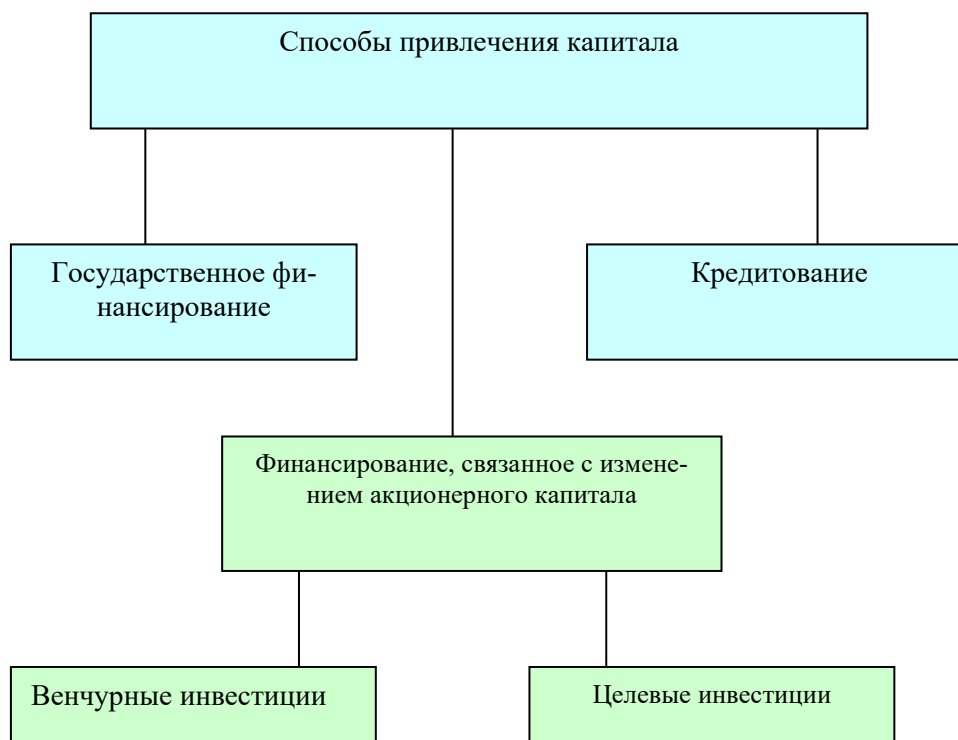 Способы привлечения капитала
Государственное фи-
нансирование
Кредитование
Финансирование, связанное с измене-
нием акционерного капитала
Венчурные инвестиции
Целевые инвестиции